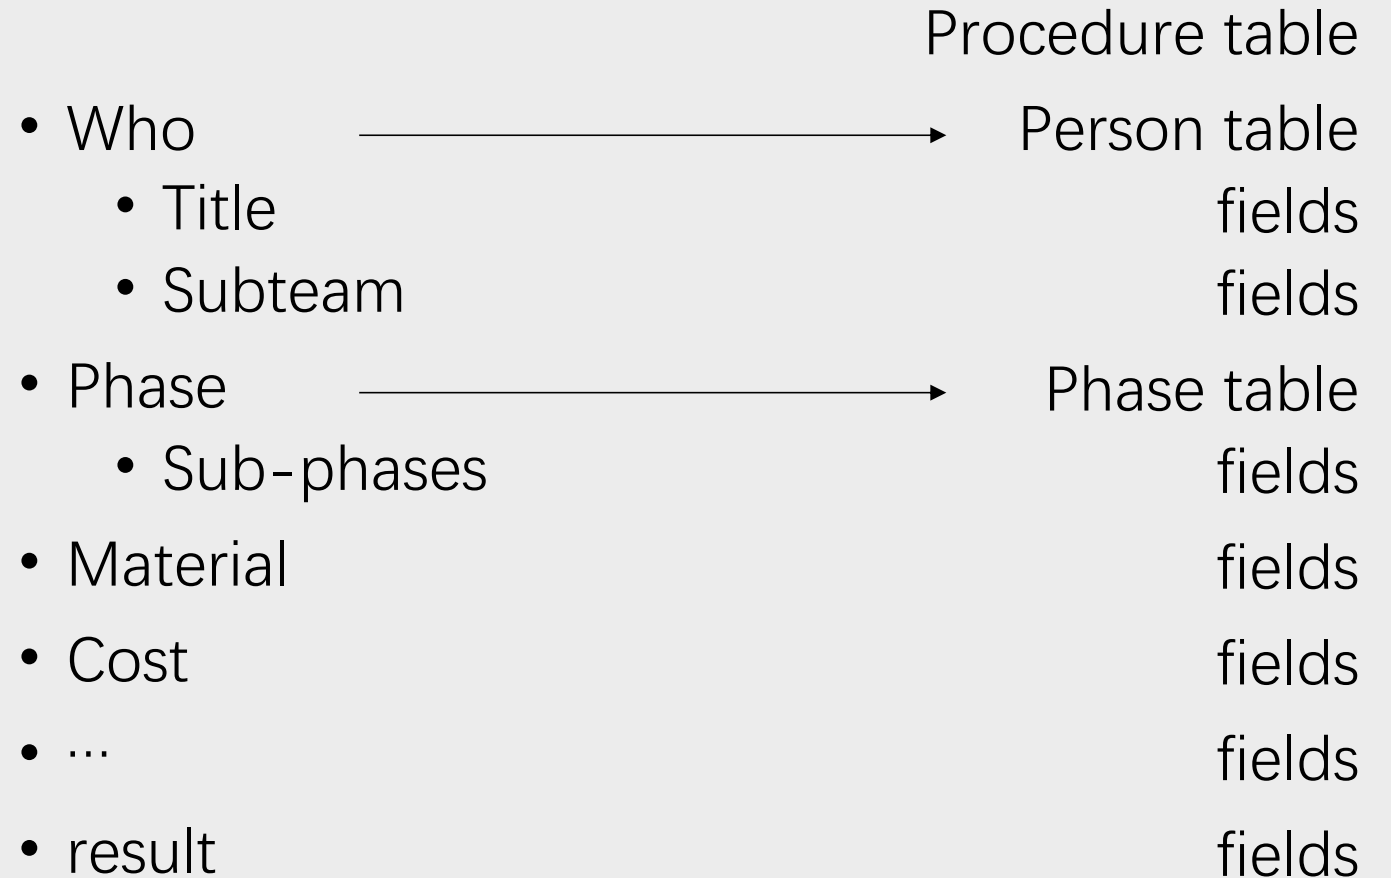 Procedure table
• Who Person table
• Title fields
• Subteam fields
• Phase Phase table
• Sub-phases fields
• Material fields
• Cost fields
• ... fields
• result fields